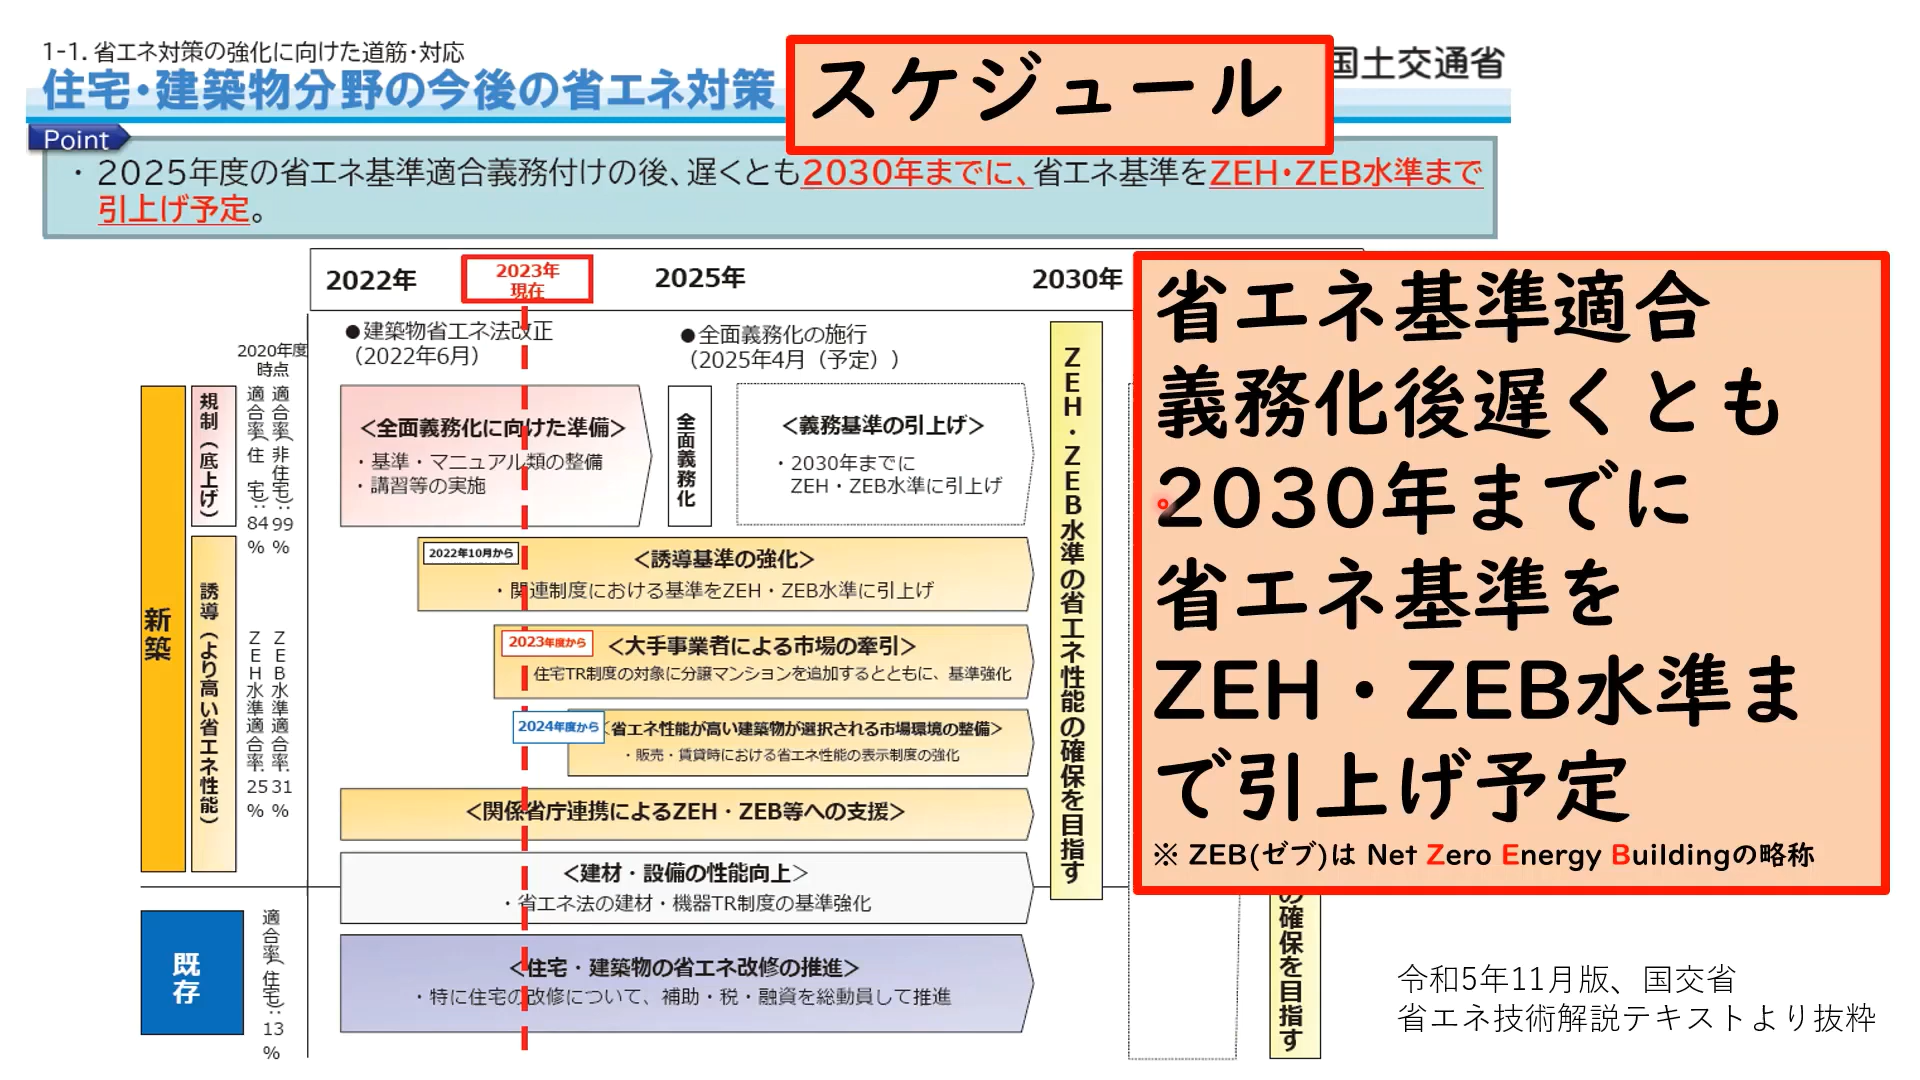 1-1. 省エネ対策の強化に向けた道筋･対応
住宅･建築物分野の今後の省エネ対策
スケジュール
国土交通省
Point
・2025年度の省エネ基準適合義務付けの後、遅くとも2030年までに、省エネ基準をZEH･ZEB水準まで
引上げ予定。
2022年
2023年
現在
2025年
2030年
●建築物省エネ法改正
（2022年6月）
●全面義務化の施行
（2025年4月（予定））
2020年度
時点
新築
規制（底上げ）
適合率(住宅):84%
適合率(非住宅):99%
＜全面義務化に向けた準備＞
・基準・マニュアル類の整備
・講習等の実施
全面義務化
＜義務基準の引上げ＞
・2030年までに
ZEH・ZEB水準に引上げ
誘導（より高い省エネ性能）
ZEH水準適合率:25%
ZEB水準適合率:31%
2022年10月から
＜誘導基準の強化＞
・関連制度における基準をZEH・ZEB水準に引上げ
2023年度から
＜大手事業者による市場の牽引＞
住宅TR制度の対象に分譲マンションを追加するとともに、基準強化
2024年度から
＜省エネ性能が高い建築物が選択される市場環境の整備＞
・販売・賃貸時における省エネ性能の表示制度の強化
＜関係省庁連携によるZEH・ZEB等への支援＞
＜建材・設備の性能向上＞
・省エネ法の建材・機器TR制度の基準強化
既存
適合率(住宅):13%
＜住宅・建築物の省エネ改修の推進＞
・特に住宅の改修について、補助・税・融資を総動員して推進
ZEH・ZEB水準の省エネ性能の確保を目指す
省エネ基準適合
義務化後遅くとも
2030年までに
省エネ基準を
ZEH・ZEB水準ま
で引上げ予定
※ ZEB(ゼブ)は Net Zero Energy Buildingの略称
の確保を目指す
令和5年11月版、国交省
省エネ技術解説テキストより抜粋